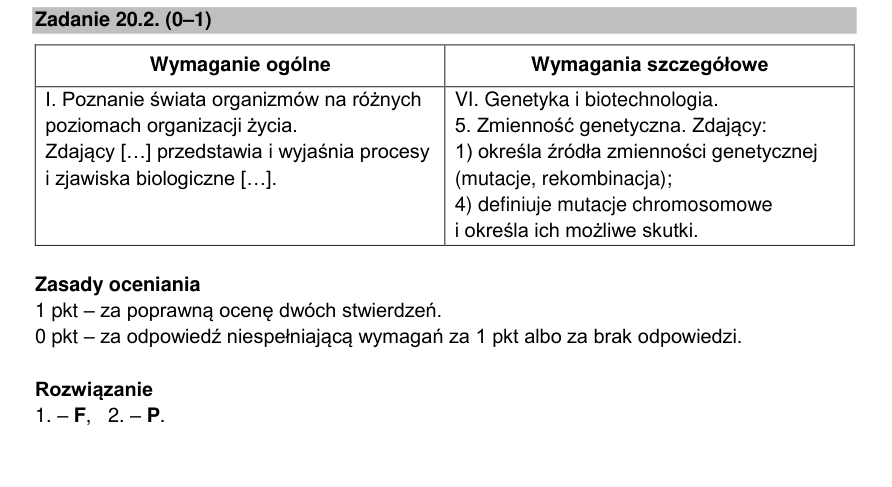 Zadanie 20.2. (0–1)
Wymaganie ogólne
Wymagania szczegółowe
I. Poznanie świata organizmów na różnych
poziomach organizacji życia.
Zdający […] przedstawia i wyjaśnia procesy
i zjawiska biologiczne […].
VI. Genetyka i biotechnologia.
5. Zmienność genetyczna. Zdający:
1) określa źródła zmienności genetycznej
(mutacje, rekombinacja);
4) definiuje mutacje chromosomowe
i określa ich możliwe skutki.
Zasady oceniania
1 pkt – za poprawną ocenę dwóch stwierdzeń.
0 pkt – za odpowiedź niespełniającą wymagań za 1 pkt albo za brak odpowiedzi.
Rozwiązanie
1. – F, 2. – P.